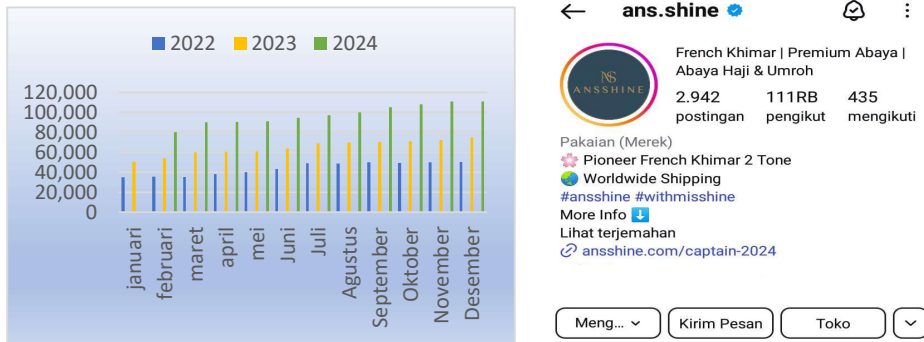 2022 2023 2024
120,000
100,000
80,000
60,000
40,000
20,000
0
januari
februari
maret
april
mei
Juni
Juli
Agustus
September
Oktober
November
Desember
ans.shine
NS
ANSSHINE
French Khimar | Premium Abaya |
Abaya Haji & Umroh
2.942 111RB 435
postingan pengikut mengikuti
Pakaian (Merek)
Pioneer French Khimar 2 Tone
Worldwide Shipping
#ansshine #withmisshine
More Info
Lihat terjemahan
ansshine.com/captain-2024
Meng... Kirim Pesan Toko